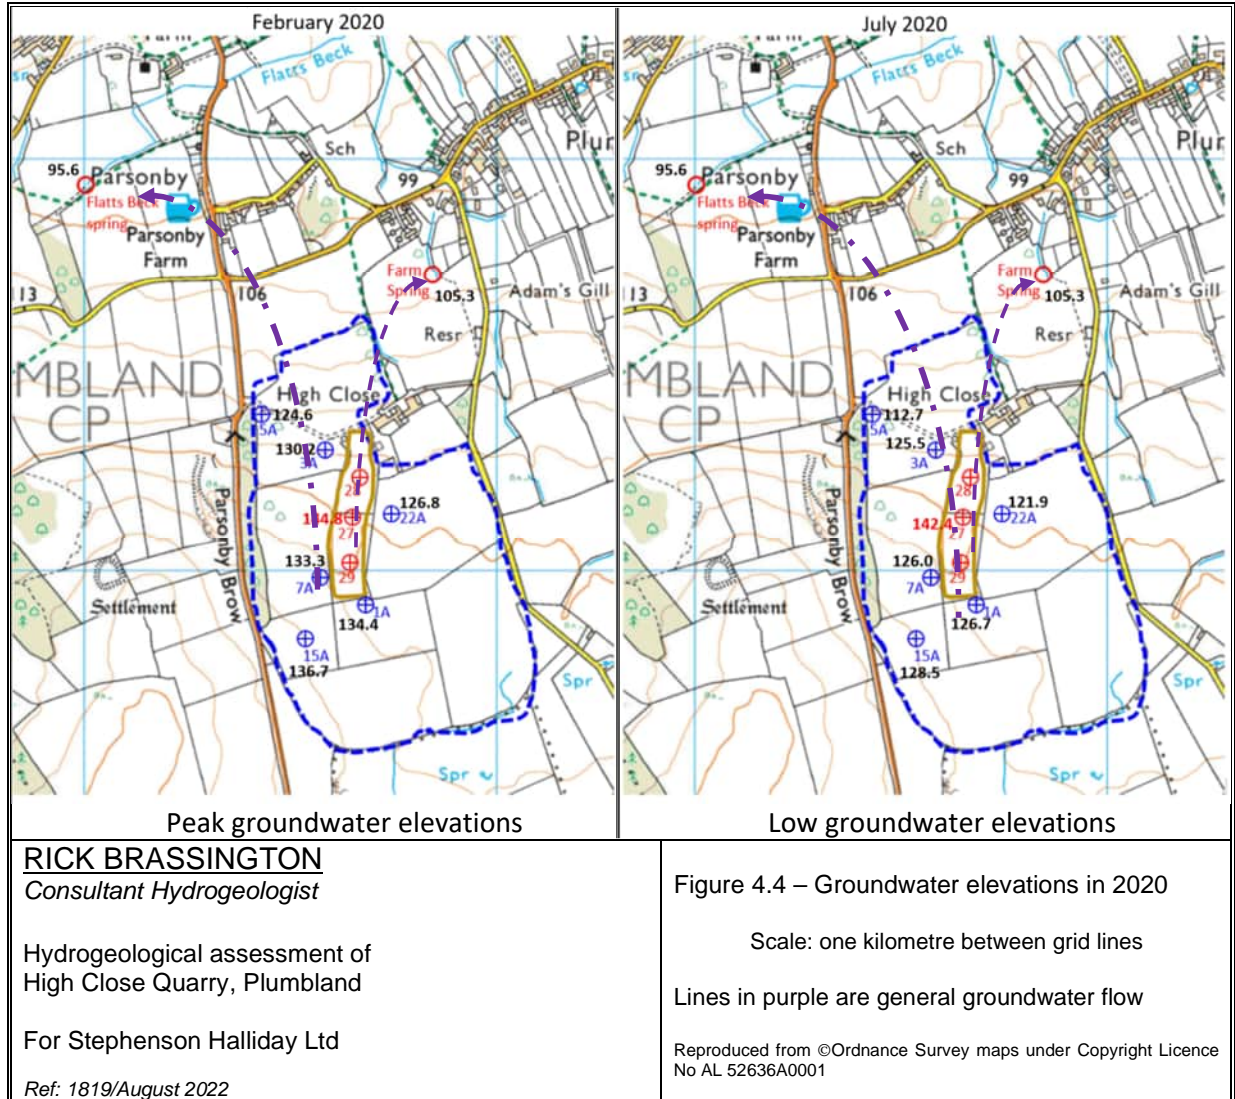 February 2020
Farm
Flatts Beck
Sch
Plu
95.6
Parsonby
Flatts Beck
spring
99
Parsonby
Farm
Farm
Spring
113
106
105.3
Adam's Gill
Resr
MBLAND
CP
High Close
124.6
5A
130.2
3A
28
126.8
22A
134.8
27
133.3
7A
29
Parsonby Brow
Settlement
1A
134.4
15A
136.7
Spr
Spr
Peak groundwater elevations
July 2020
Farm
Flatts Beck
Sch
Plur
95.6
Parsonby
Flatts Beck
spring
99
Parsonby
Farm
Farm
Spring
113
106
105.3
Adam's Gill
Resr
MBLAND
CP
High Close
112.7
5A
125.5
3A
28
121.9
22A
142.4
27
126.0
7A
29
Parsonby Brow
Settlement
1A
126.7
15A
128.5
Spr
Spr
Low groundwater elevations
RICK BRASSINGTON
Consultant Hydrogeologist
Hydrogeological assessment of
High Close Quarry, Plumbland
For Stephenson Halliday Ltd
Ref: 1819/August 2022
Figure 4.4 – Groundwater elevations in 2020
Scale: one kilometre between grid lines
Lines in purple are general groundwater flow
Reproduced from ©Ordnance Survey maps under Copyright Licence
No AL 52636A0001